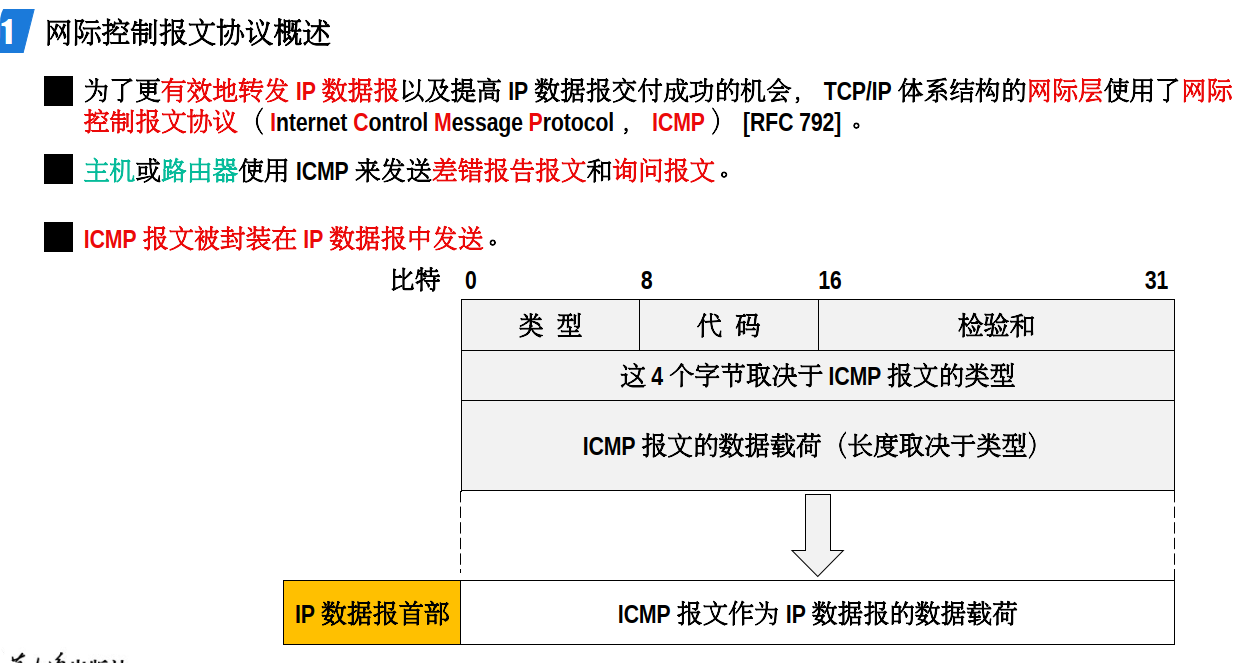 1 网际控制报文协议概述
为了更有效地转发 IP 数据报以及提高 IP 数据报交付成功的机会， TCP/IP 体系结构的网际层使用了网际
控制报文协议（Internet Control Message Protocol， ICMP） [RFC 792] 。
主机或路由器使用 ICMP 来发送差错报告报文和询问报文。
ICMP 报文被封装在 IP 数据报中发送。
比特 0 8 16 31
类 型 代 码 检验和
这 4 个字节取决于 ICMP 报文的类型
ICMP 报文的数据载荷（长度取决于类型）
IP 数据报首部 ICMP 报文作为 IP 数据报的数据载荷